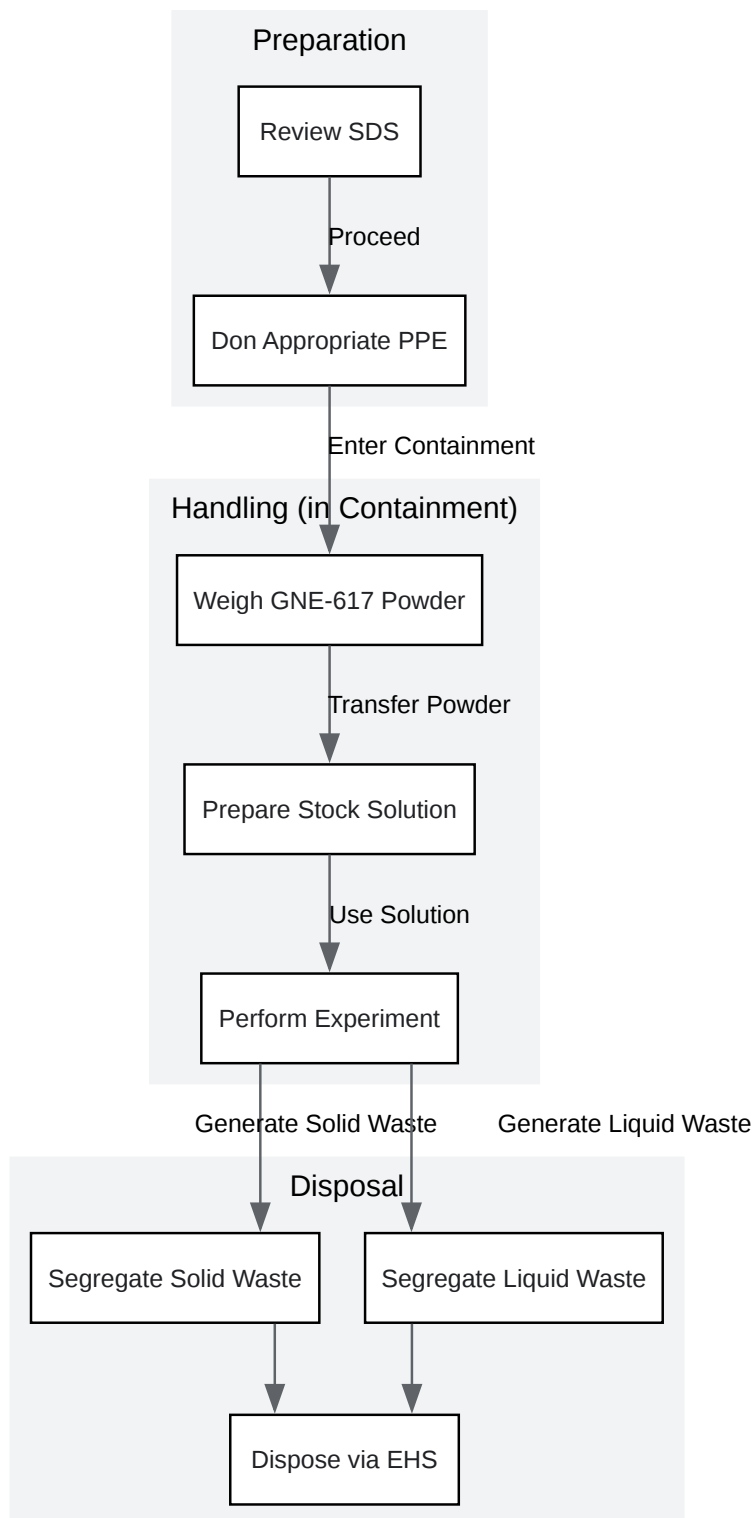 Preparation
Review SDS
Proceed
Don Appropriate PPE
Enter Containment
Handling (in Containment)
Weigh GNE-617 Powder
Transfer Powder
Prepare Stock Solution
Use Solution
Perform Experiment
Generate Solid Waste
Generate Liquid Waste
Disposal
Segregate Solid Waste
Segregate Liquid Waste
Dispose via EHS